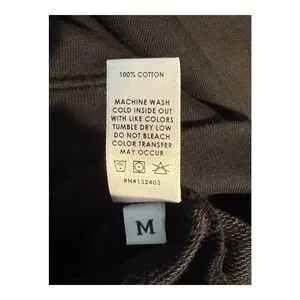 100% COTTON
MACHINE WASH
COLD INSIDE OUT
WITH LIKE COLORS
TUMBLE DRY LOW
DO NOT BLEACH
COLOR TRANSFER
MAY OCCUR
RN#132403
M